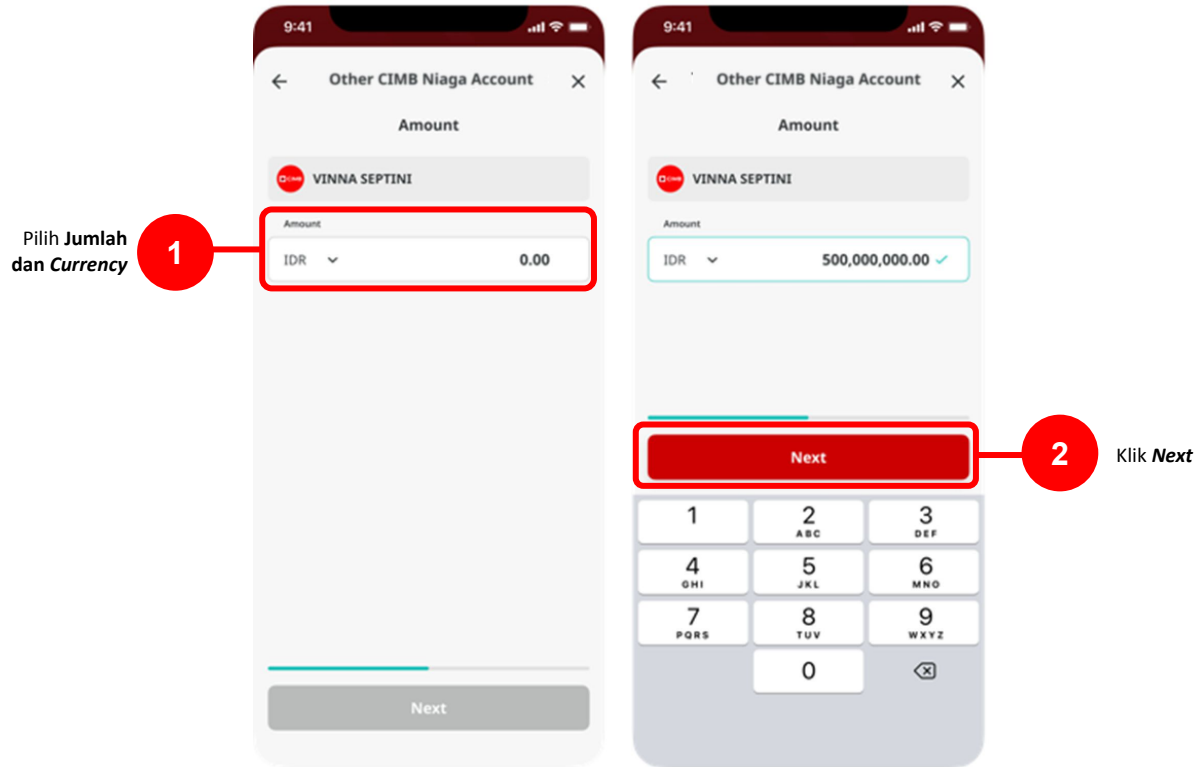 9:41
Other CIMB Niaga Account
Amount
CIMB
VINNA SEPTINI
Amount
IDR 0.00
Next
Pilih Jumlah
dan Currency
1
9:41
Other CIMB Niaga Account
Amount
CIMB
VINNA SEPTINI
Amount
IDR 500,000,000.00
Next
2
Klik Next
1 2 3
ABC DEF
4 5 6
GHI JKL MNO
7 8 9
PQRS TUV WXYZ
0